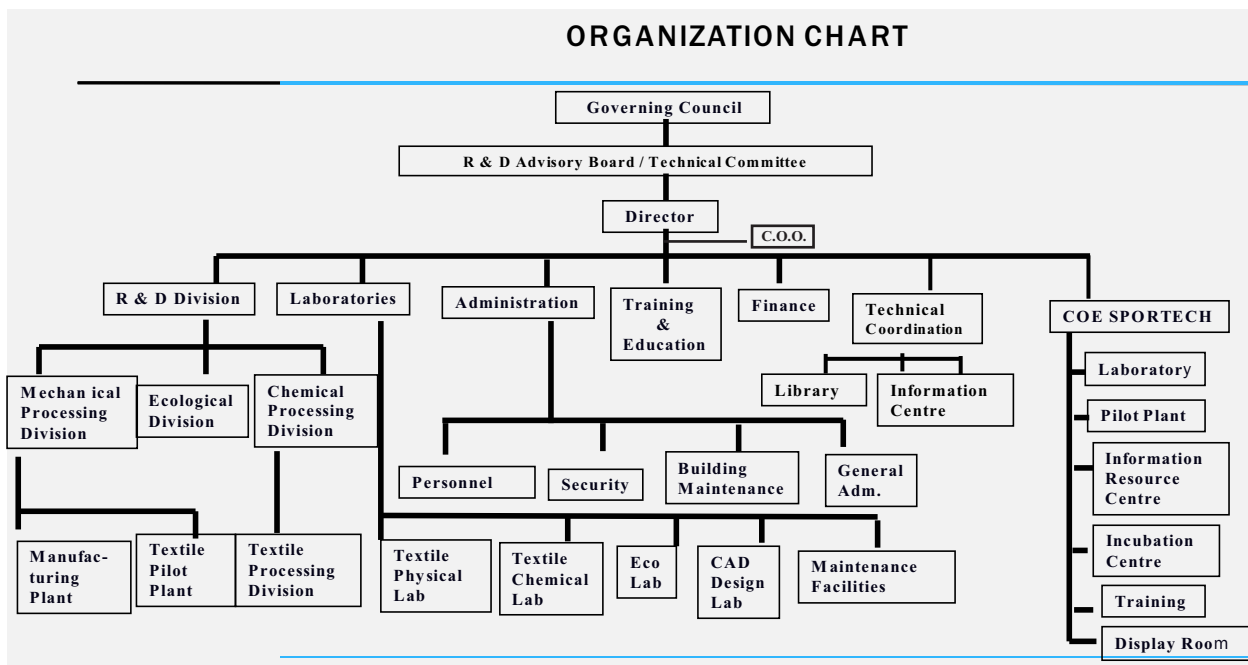 ORGANIZATION CHART
Governing Council
R & D Advisory Board / Technical Committee
Director
C.O.O.
R & D Division
Laboratories
Administration
Training
&
Education
Finance
Technical
Coordination
COE SPORTECH
Mechanical
Processing
Division
Ecological
Division
Chemical
Processing
Division
Library
Information
Centre
Laboratory
Pilot Plant
Information
Resource
Centre
Incubation
Centre
Training
Display Room
Personnel
Security
Building
Maintenance
General
Adm.
Manufac-
turing
Plant
Textile
Pilot
Plant
Textile
Processing
Division
Textile
Physical
Lab
Textile
Chemical
Lab
Eco
Lab
CAD
Design
Lab
Maintenance
Facilities